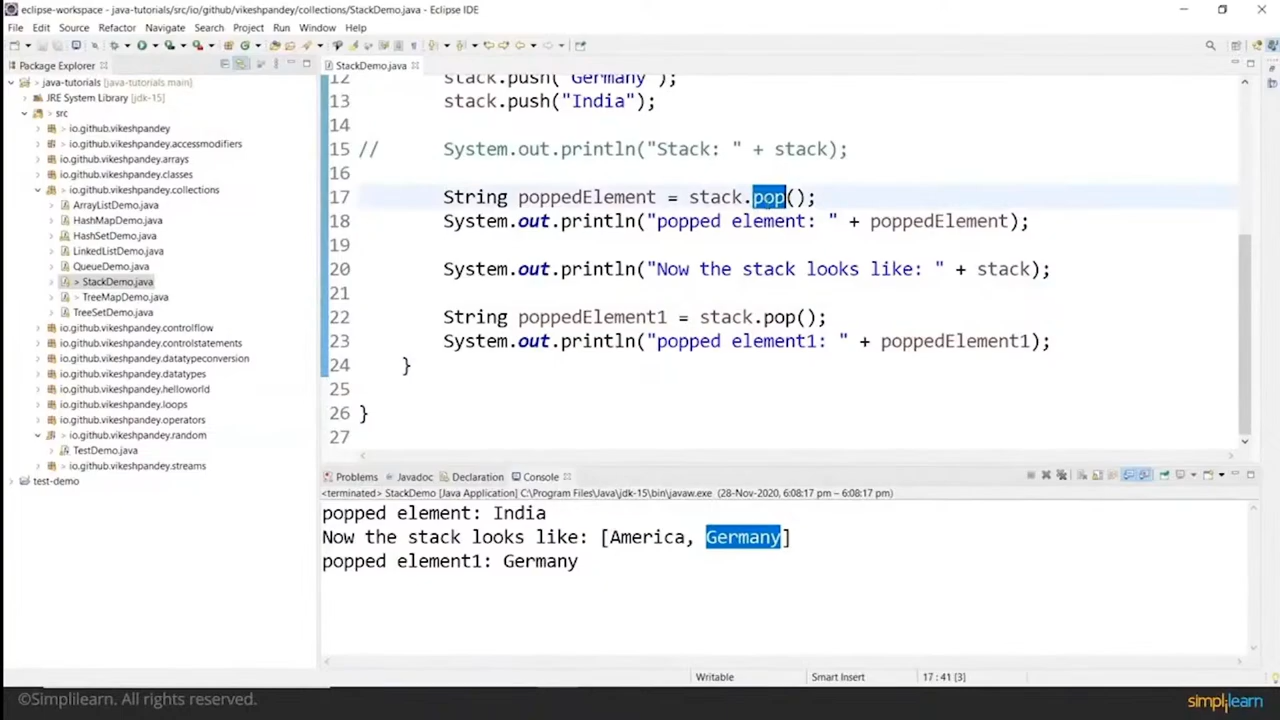 eclipse-workspace - java-tutorials/src/io/github/vikeshpandey/collections/StackDemo.java - Eclipse IDE
File Edit Source Refactor Navigate Search Project Run Window Help
Package Explorer
java-tutorials [java-tutorials main]
JRE System Library [jdk-15]
src
> io.github.vikeshpandey
> io.github.vikeshpandey.accessmodifiers
io.github.vikeshpandey.arrays
io.github.vikeshpandey.classes
> io.github.vikeshpandey.collections
ArrayListDemo.java
HashMapDemo.java
HashSetDemo.java
LinkedListDemo.java
QueueDemo.java
> StackDemo.java
> TreeMapDemo.java
TreeSetDemo.java
io.github.vikeshpandey.controlflow
io.github.vikeshpandey.controlstatements
io.github.vikeshpandey.datatypeconversion
io.github.vikeshpandey.datatypes
io.github.vikeshpandey.helloworld
io.github.vikeshpandey.loops
io.github.vikeshpandey.operators
> io.github.vikeshpandey.random
TestDemo.java
> io.github.vikeshpandey.streams
test-demo
StackDemo.java
12 stack.push("Germany");
13 stack.push("India");
14
15 // System.out.println("Stack: " + stack);
16
17 String poppedElement = stack.pop();
18 System.out.println("popped element: " + poppedElement);
19
20 System.out.println("Now the stack looks like: " + stack);
21
22 String poppedElement1 = stack.pop();
23 System.out.println("popped element1: " + poppedElement1);
24 }
25
26 }
27
Problems Javadoc Declaration Console
<terminated> StackDemo [Java Application] C:\Program Files\Java\jdk-15\bin\javaw.exe (28-Nov-2020, 6:08:17 pm – 6:08:17 pm)
popped element: India
Now the stack looks like: [America, Germany]
popped element1: Germany
Writable Smart Insert 17 : 41 [3]
©Simplilearn. All rights reserved.
simplilearn